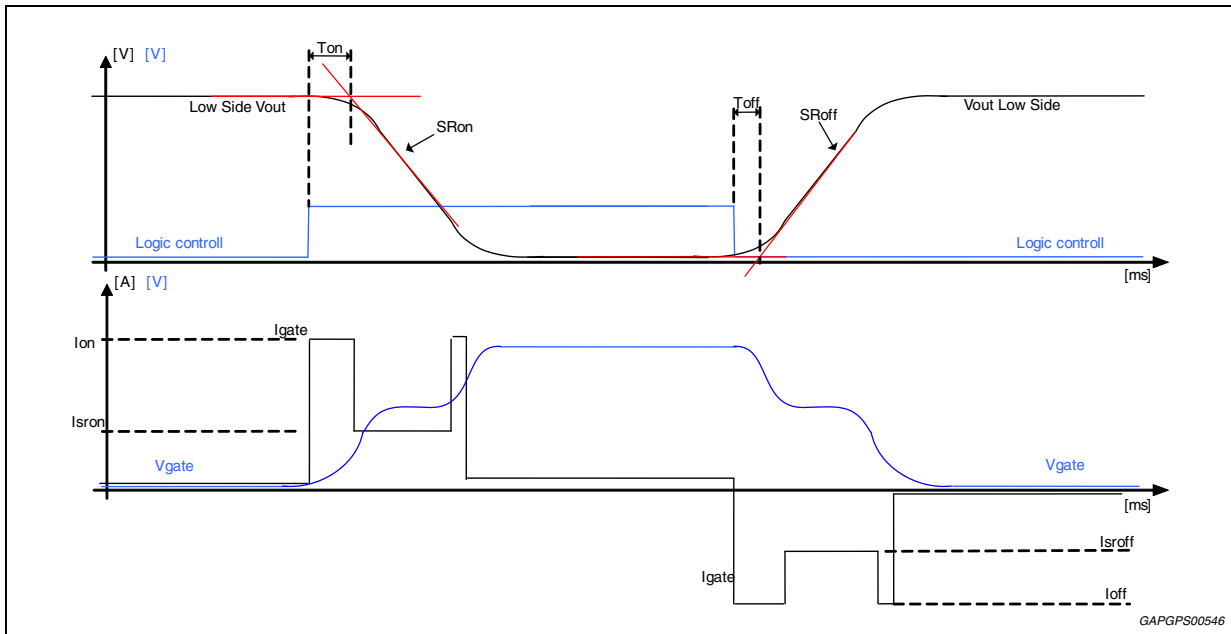 [V] [V]
Ton
Low Side Vout
SRon
Toff
SRoff
Vout Low Side
Logic controll
Logic controll
[ms]
[A] [V]
Igate
Ion
Isron
Vgate
Vgate
[ms]
Isroff
Igate
Ioff
GAPGPS00546